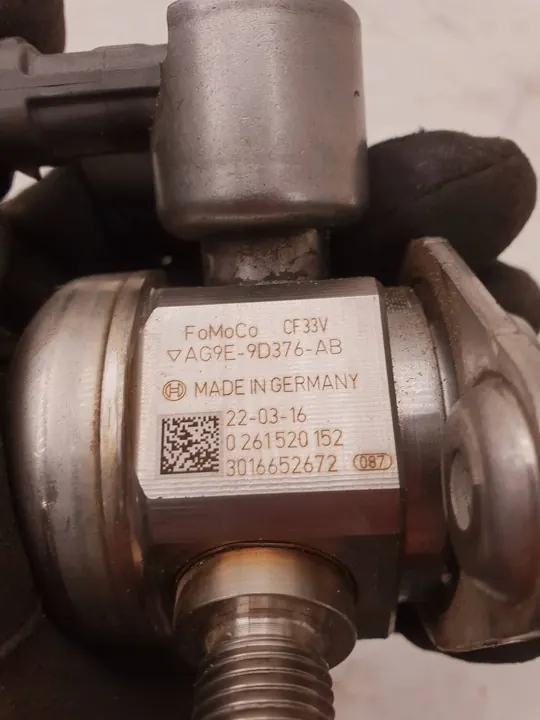 FoMoCo CF33V
▽AG9E-9D376-AB
MADE IN GERMANY
22-03-16
0 261 520 152
3016652672 087